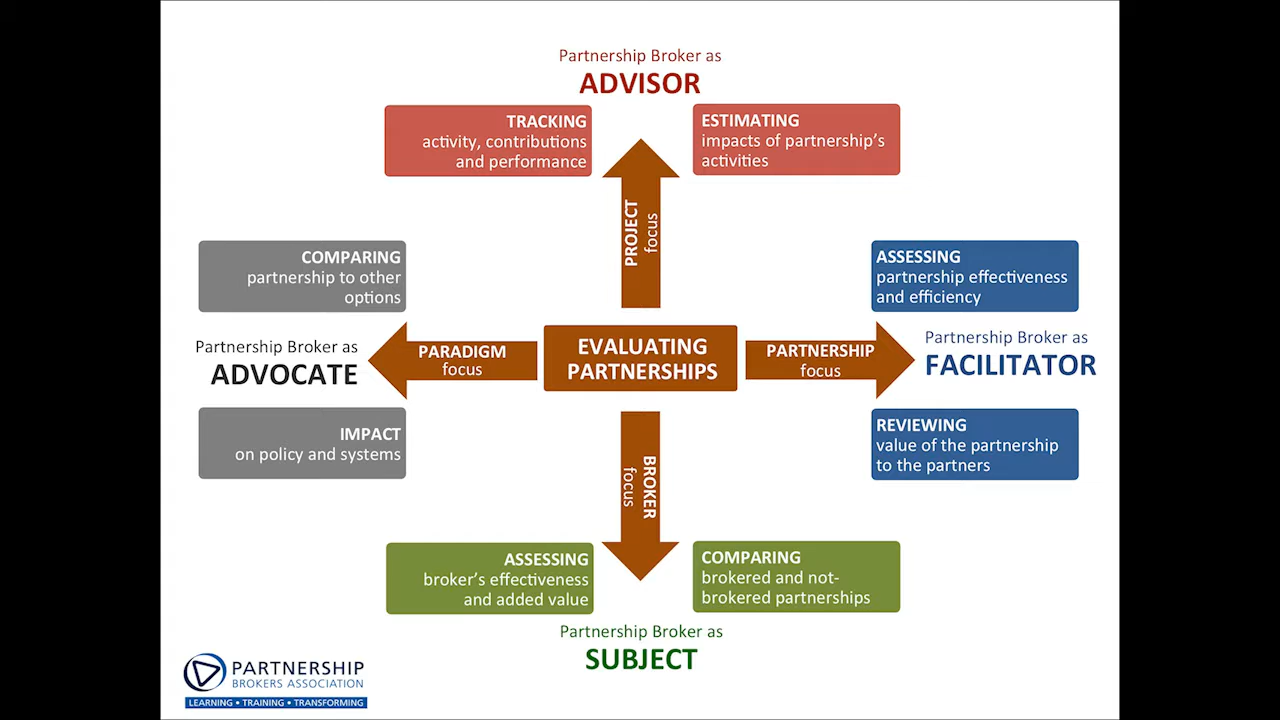 Partnership Broker as
ADVISOR
TRACKING
activity, contributions
and performance
ESTIMATING
impacts of partnership's
activities
PROJECT
focus
COMPARING
partnership to other
options
ASSESSING
partnership effectiveness
and efficiency
Partnership Broker as
ADVOCATE
PARADIGM
focus
EVALUATING
PARTNERSHIPS
PARTNERSHIP
focus
Partnership Broker as
FACILITATOR
IMPACT
on policy and systems
REVIEWING
value of the partnership
to the partners
BROKER
focus
ASSESSING
broker's effectiveness
and added value
COMPARING
brokered and not-
brokered partnerships
Partnership Broker as
SUBJECT
PARTNERSHIP
BROKERS ASSOCIATION
LEARNING • TRAINING • TRANSFORMING